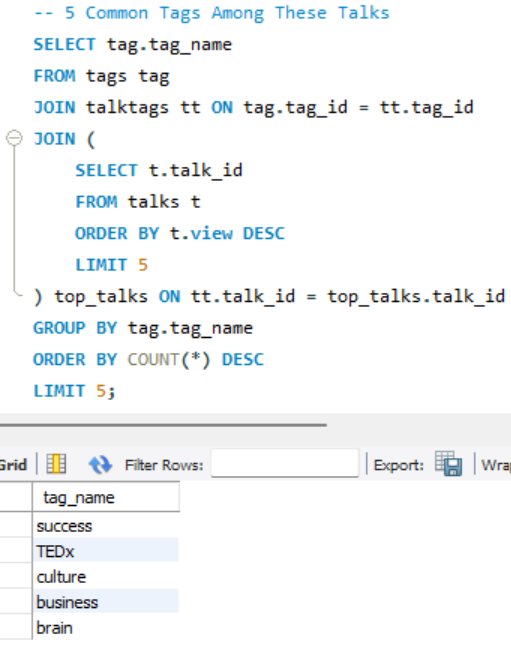 -- 5 Common Tags Among These Talks
SELECT tag.tag_name
FROM tags tag
JOIN talktags tt ON tag.tag_id = tt.tag_id
JOIN (
SELECT t.talk_id
FROM talks t
ORDER BY t.view DESC
LIMIT 5
) top_talks ON tt.talk_id = top_talks.talk_id
GROUP BY tag.tag_name
ORDER BY COUNT(*) DESC
LIMIT 5;
Grid Filter Rows: Export: Wrap
tag_name
success
TEDx
culture
business
brain